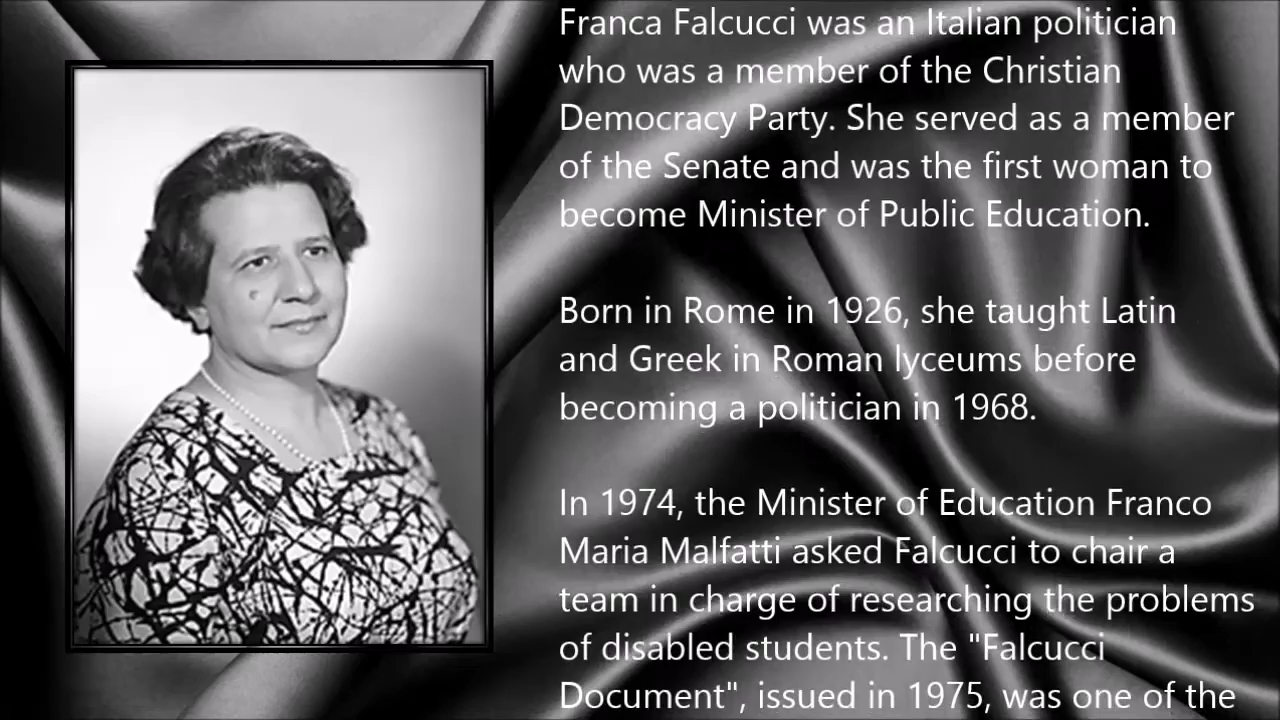 Franca Falcucci was an Italian politician
who was a member of the Christian
Democracy Party. She served as a member
of the Senate and was the first woman to
become Minister of Public Education.
Born in Rome in 1926, she taught Latin
and Greek in Roman lyceums before
becoming a politician in 1968.
In 1974, the Minister of Education Franco
Maria Malfatti asked Falcucci to chair a
team in charge of researching the problems
of disabled students. The "Falcucci
Document", issued in 1975, was one of the